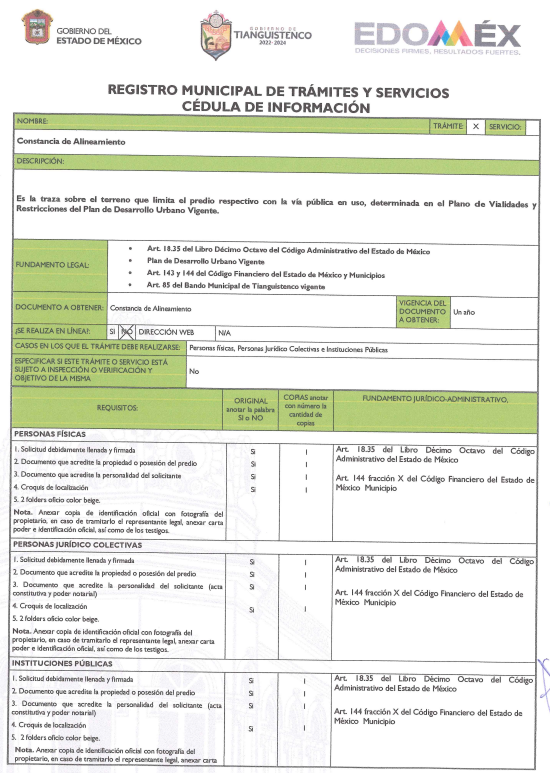 GOBIERNO DEL
ESTADO DE MÉXICO
GOBIERNO DE
TIANGUISTENCO
2022 - 2024
EDOMÉX
DECISIONES FIRMES, RESULTADOS FUERTES.
REGISTRO MUNICIPAL DE TRÁMITES Y SERVICIOS
CÉDULA DE INFORMACIÓN
NOMBRE: TRÁMITE X SERVICIO:
Constancia de Alineamiento
DESCRIPCIÓN:
Es la traza sobre el terreno que limita el predio respectivo con la vía pública en uso, determinada en el Plano de Vialidades y
Restricciones del Plan de Desarrollo Urbano Vigente.
FUNDAMENTO LEGAL:
• Art. 18.35 del Libro Décimo Octavo del Código Administrativo del Estado de México
• Plan de Desarrollo Urbano Vigente
• Art. 143 y 144 del Código Financiero del Estado de México y Municipios
• Art. 85 del Bando Municipal de Tianguistenco vigente
DOCUMENTO A OBTENER: Constancia de Alineamiento
VIGENCIA DEL
DOCUMENTO
A OBTENER:
Un año
¿SE REALIZA EN LÍNEA?: SI NO DIRECCIÓN WEB N/A
CASOS EN LOS QUE EL TRÁMITE DEBE REALIZARSE: Personas físicas, Personas Jurídico Colectivas e Instituciones Públicas
ESPECIFICAR SI ESTE TRÁMITE O SERVICIO ESTÁ
SUJETO A INSPECCIÓN O VERIFICACIÓN Y
OBJETIVO DE LA MISMA
No
REQUISITOS:
ORIGINAL
anotar la palabra
SI o NO
COPIAS anotar
con número la
cantidad de
copias
FUNDAMENTO JURÍDICO-ADMINISTRATIVO.
PERSONAS FÍSICAS
1. Solicitud debidamente llenada y firmada Si 1
2. Documento que acredite la propiedad o posesión del predio Si 1
3. Documento que acredite la personalidad del solicitante Si 1
4. Croquis de localización Si 1
5. 2 folders oficio color beige.
Nota. Anexar copia de identificación oficial con fotografía del
propietario, en caso de tramitarlo el representante legal, anexar carta
poder e identificación oficial, así como de los testigos.
Art. 18.35 del Libro Décimo Octavo del Código
Administrativo del Estado de México
Art. 144 fracción X del Código Financiero del Estado de
México Municipio
PERSONAS JURÍDICO COLECTIVAS
1. Solicitud debidamente llenada y firmada Si 1
2. Documento que acredite la propiedad o posesión del predio Si 1
3. Documento que acredite la personalidad del solicitante (acta
constitutiva y poder notarial) Si 1
4. Croquis de localización Si 1
5. 2 folders oficio color beige.
Nota. Anexar copia de identificación oficial con fotografía del
propietario, en caso de tramitarlo el representante legal, anexar carta
poder e identificación oficial, así como de los testigos.
Art. 18.35 del Libro Décimo Octavo del Código
Administrativo del Estado de México
Art. 144 fracción X del Código Financiero del Estado de
México Municipio
INSTITUCIONES PÚBLICAS
1. Solicitud debidamente llenada y firmada Si 1
2. Documento que acredite la propiedad o posesión del predio Si 1
3. Documento que acredite la personalidad del solicitante (acta
constitutiva y poder notarial) Si 1
4. Croquis de localización Si 1
5. 2 folders oficio color beige.
Nota. Anexar copia de identificación oficial con fotografía del
propietario, en caso de tramitarlo el representante legal, anexar carta
Art. 18.35 del Libro Décimo Octavo del Código
Administrativo del Estado de México
Art. 144 fracción X del Código Financiero del Estado de
México Municipio